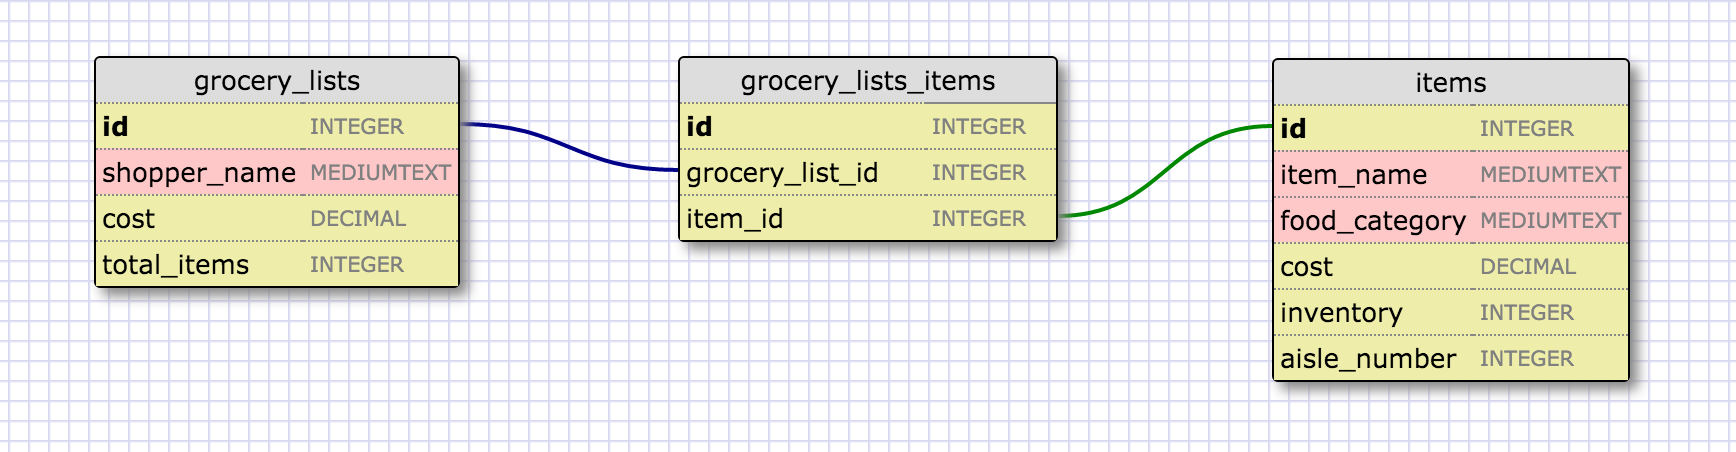 grocery_lists
id INTEGER
shopper_name MEDIUMTEXT
cost DECIMAL
total_items INTEGER
grocery_lists_items
id INTEGER
grocery_list_id INTEGER
item_id INTEGER
items
id INTEGER
item_name MEDIUMTEXT
food_category MEDIUMTEXT
cost DECIMAL
inventory INTEGER
aisle_number INTEGER